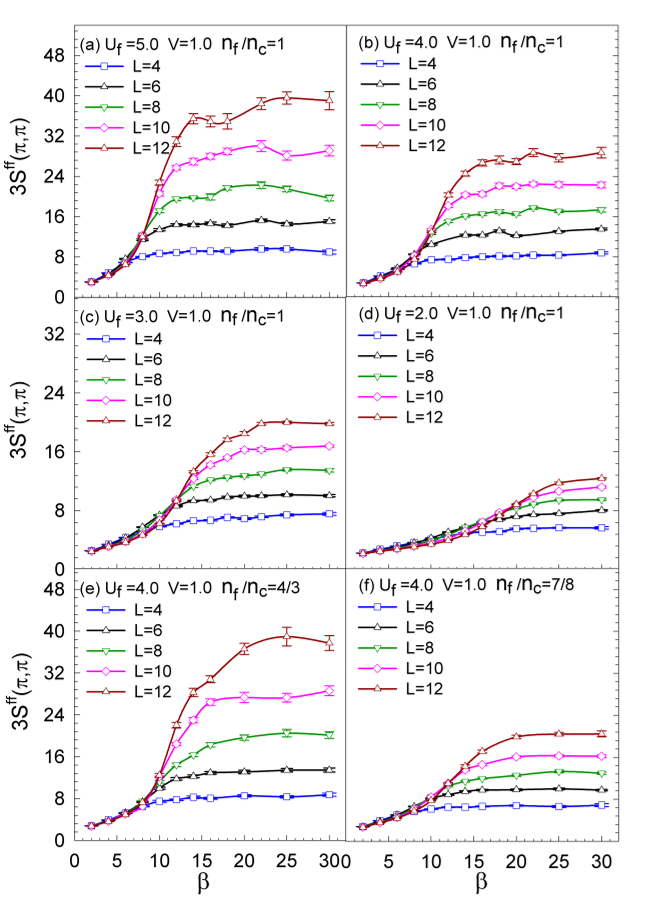 (a) U_f =5.0 V=1.0 n_f /n_c=1
L=4
L=6
L=8
L=10
L=12
(b) U_f =4.0 V=1.0 n_f /n_c=1
L=4
L=6
L=8
L=10
L=12
48
40
32
24
16
8
0
3S^ff(π,π)
(c) U_f =3.0 V=1.0 n_f /n_c=1
L=4
L=6
L=8
L=10
L=12
(d) U_f =2.0 V=1.0 n_f /n_c=1
L=4
L=6
L=8
L=10
L=12
32
24
16
8
0
3S^ff(π,π)
(e) U_f =4.0 V=1.0 n_f /n_c=4/3
L=4
L=6
L=8
L=10
L=12
(f) U_f =4.0 V=1.0 n_f /n_c=7/8
L=4
L=6
L=8
L=10
L=12
48
40
32
24
16
8
0
3S^ff(π,π)
0 5 10 15 20 25 30 0 5 10 15 20 25 30
β β